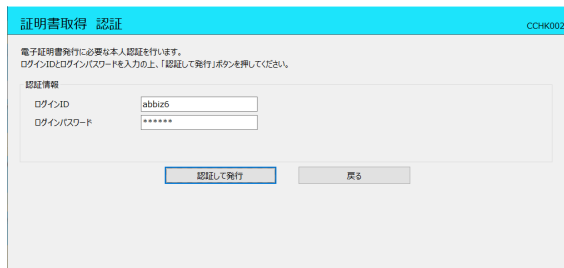 証明書取得 認証
CCHK002
電子証明書発行に必要な本人認証を行います。
ログインIDとログインパスワードを入力の上、「認証して発行」ボタンを押してください。
認証情報
ログインID
abbiz6
ログインパスワード
******
認証して発行
戻る